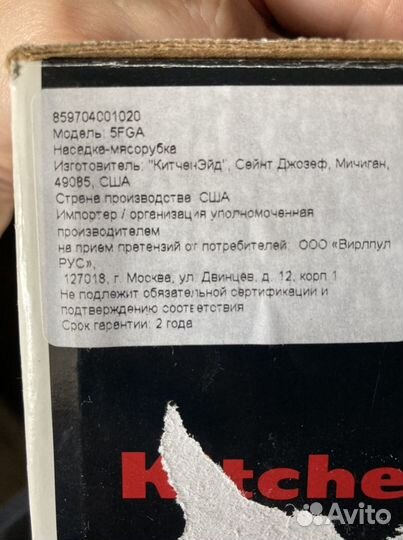 859704001020
Модель: 5FGA
Насадка-мясорубка
Изготовитель: "КитченЭйд", Сейнт Джозеф, Мичиган,
49085, США
Страна производства: США
Импортер / организация уполномоченная
производителем
на прием претензий от потребителей: ООО «Вирлпул
РУС»,
127018, г. Москва, ул. Двинцев, д. 12, корп 1
Не подлежит обязательной сертификации и
подтверждению соответствия
Срок гарантии: 2 года
Kitche
Avito